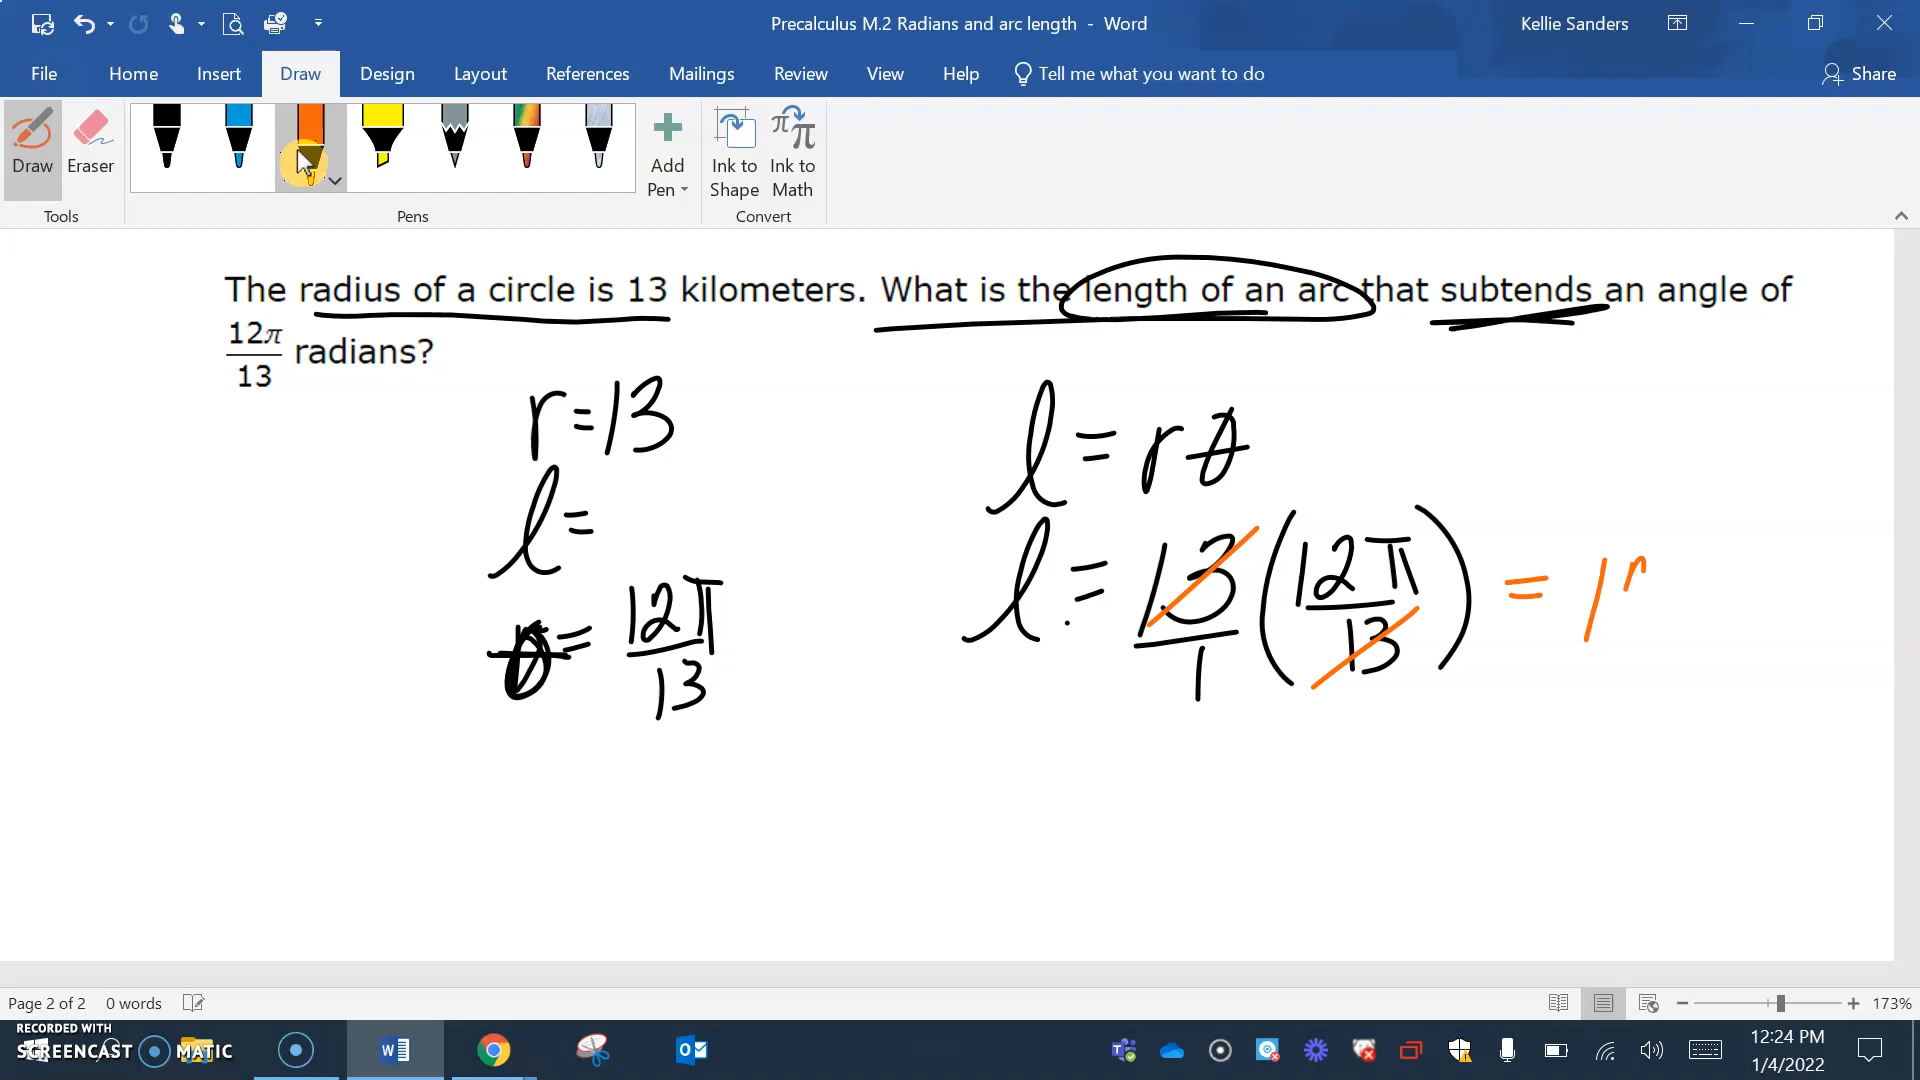 Precalculus M.2 Radians and arc length - Word
Kellie Sanders
File Home Insert Draw Design Layout References Mailings Review View Help Tell me what you want to do Share
Draw Eraser
Add Pen
Ink to Shape
Ink to Math
Tools Pens Convert
The radius of a circle is 13 kilometers. What is the length of an arc that subtends an angle of
12π/13 radians?
r=13
l = rθ
l =
l = 13/1 (12π/13) = 1
θ = 12π/13
Page 2 of 2 0 words 173%
RECORDED WITH
SCREENCAST MATIC
12:24 PM
1/4/2022